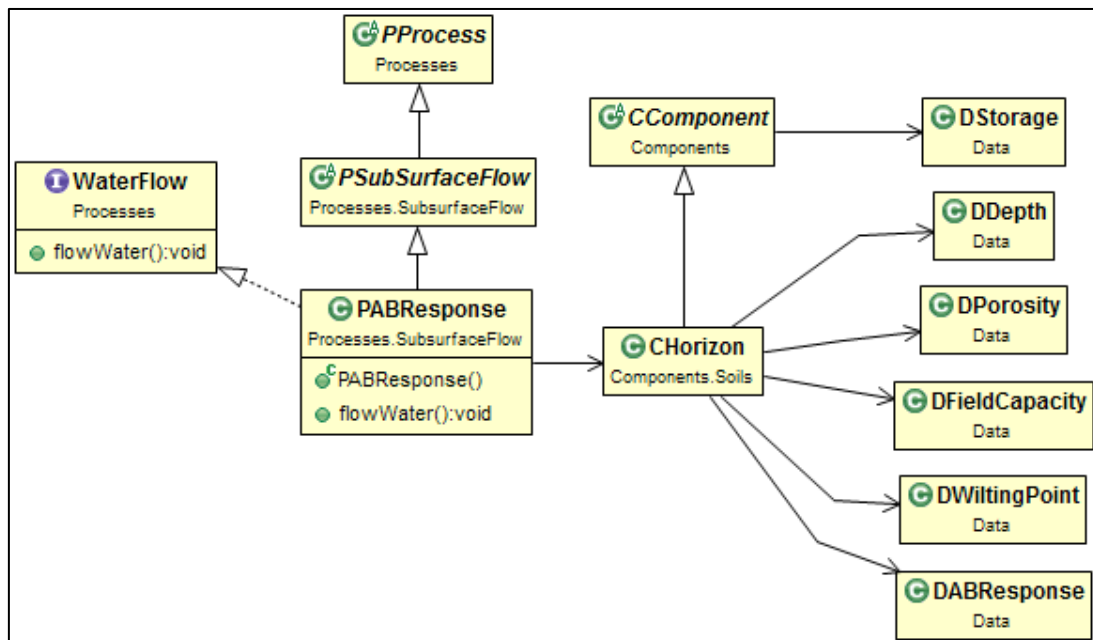 PProcess
Processes
CComponent
Components
DStorage
Data
WaterFlow
Processes
flowWater():void
PSubSurfaceFlow
Processes.SubsurfaceFlow
DDepth
Data
PABResponse
Processes.SubsurfaceFlow
PABResponse()
flowWater():void
CHorizon
Components.Soils
DPorosity
Data
DFieldCapacity
Data
DWiltingPoint
Data
DABResponse
Data